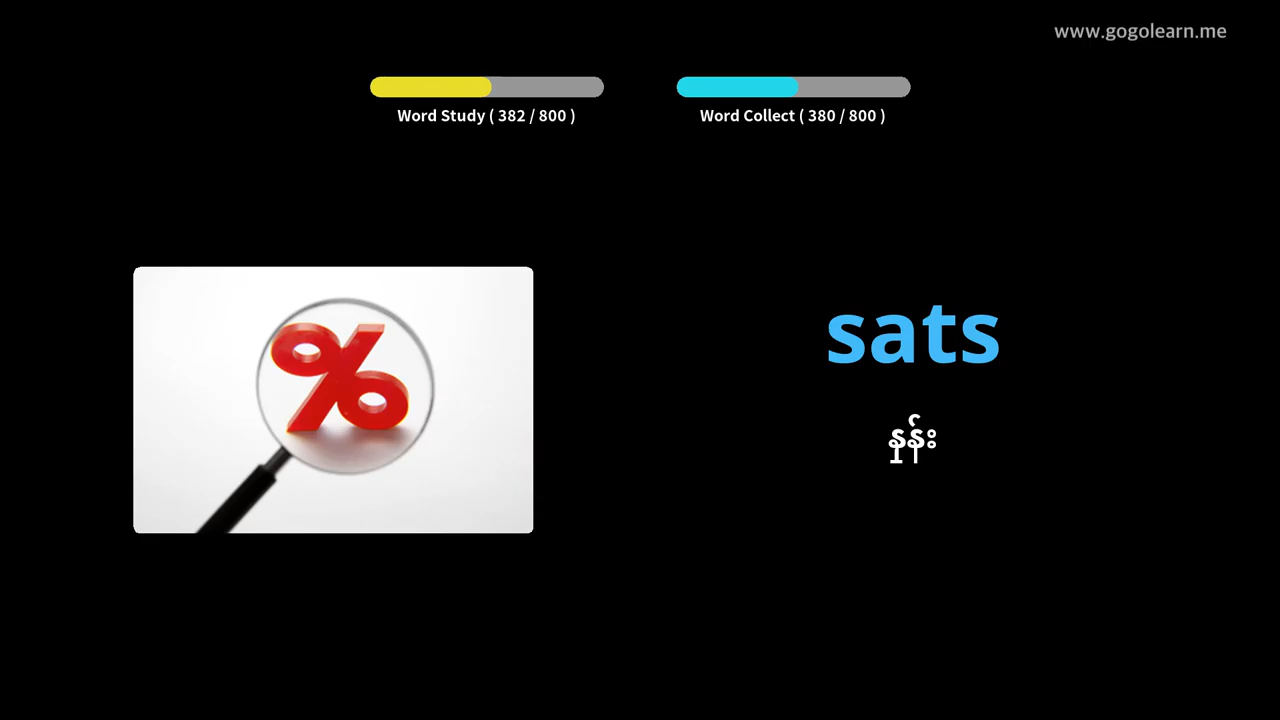 www.gogolearn.me
Word Study ( 382 / 800 )
Word Collect ( 380 / 800 )
%
sats
နှုန်း